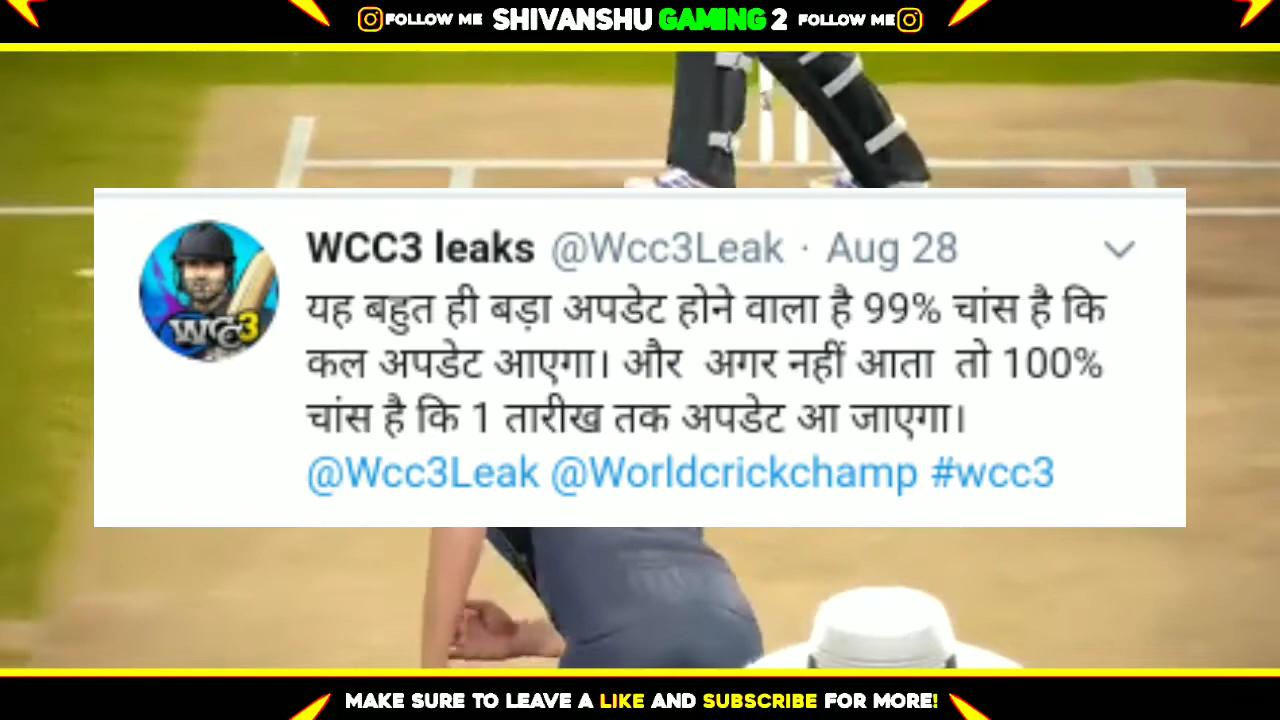 FOLLOW ME SHIVANSHU GAMING 2 FOLLOW ME
WCC3 leaks @Wcc3Leak · Aug 28
यह बहुत ही बड़ा अपडेट होने वाला है 99% चांस है कि
कल अपडेट आएगा। और अगर नहीं आता तो 100%
चांस है कि 1 तारीख तक अपडेट आ जाएगा।
@Wcc3Leak @Worldcrickchamp #wcc3
WCC3
MAKE SURE TO LEAVE A LIKE AND SUBSCRIBE FOR MORE!